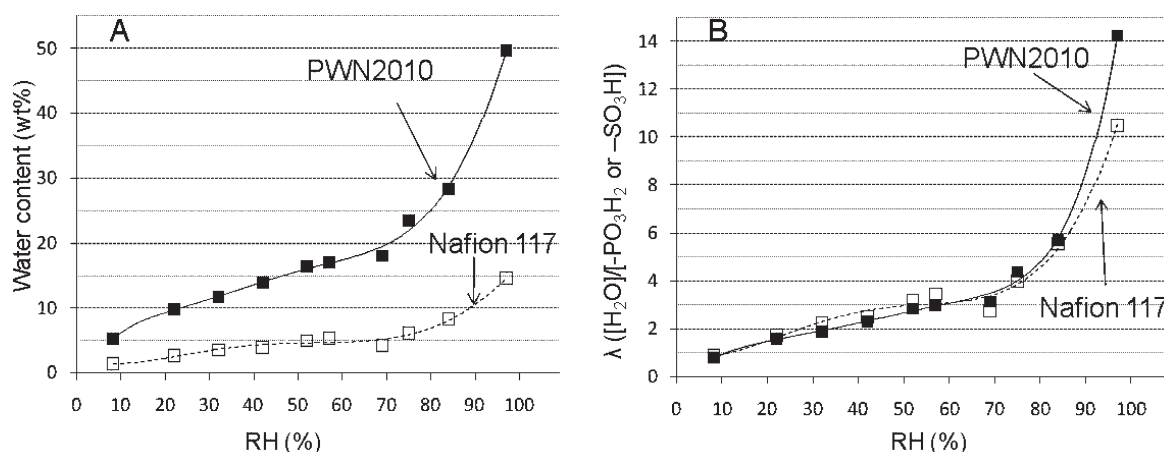 A
PWN2010
Nafion 117
Water content (wt%)
50
40
30
20
10
0
0 10 20 30 40 50 60 70 80 90 100
RH (%)
B
PWN2010
Nafion 117
λ ([H₂O]/[-PO₃H₂ or –SO₃H])
14
12
10
8
6
4
2
0
0 10 20 30 40 50 60 70 80 90 100
RH (%)